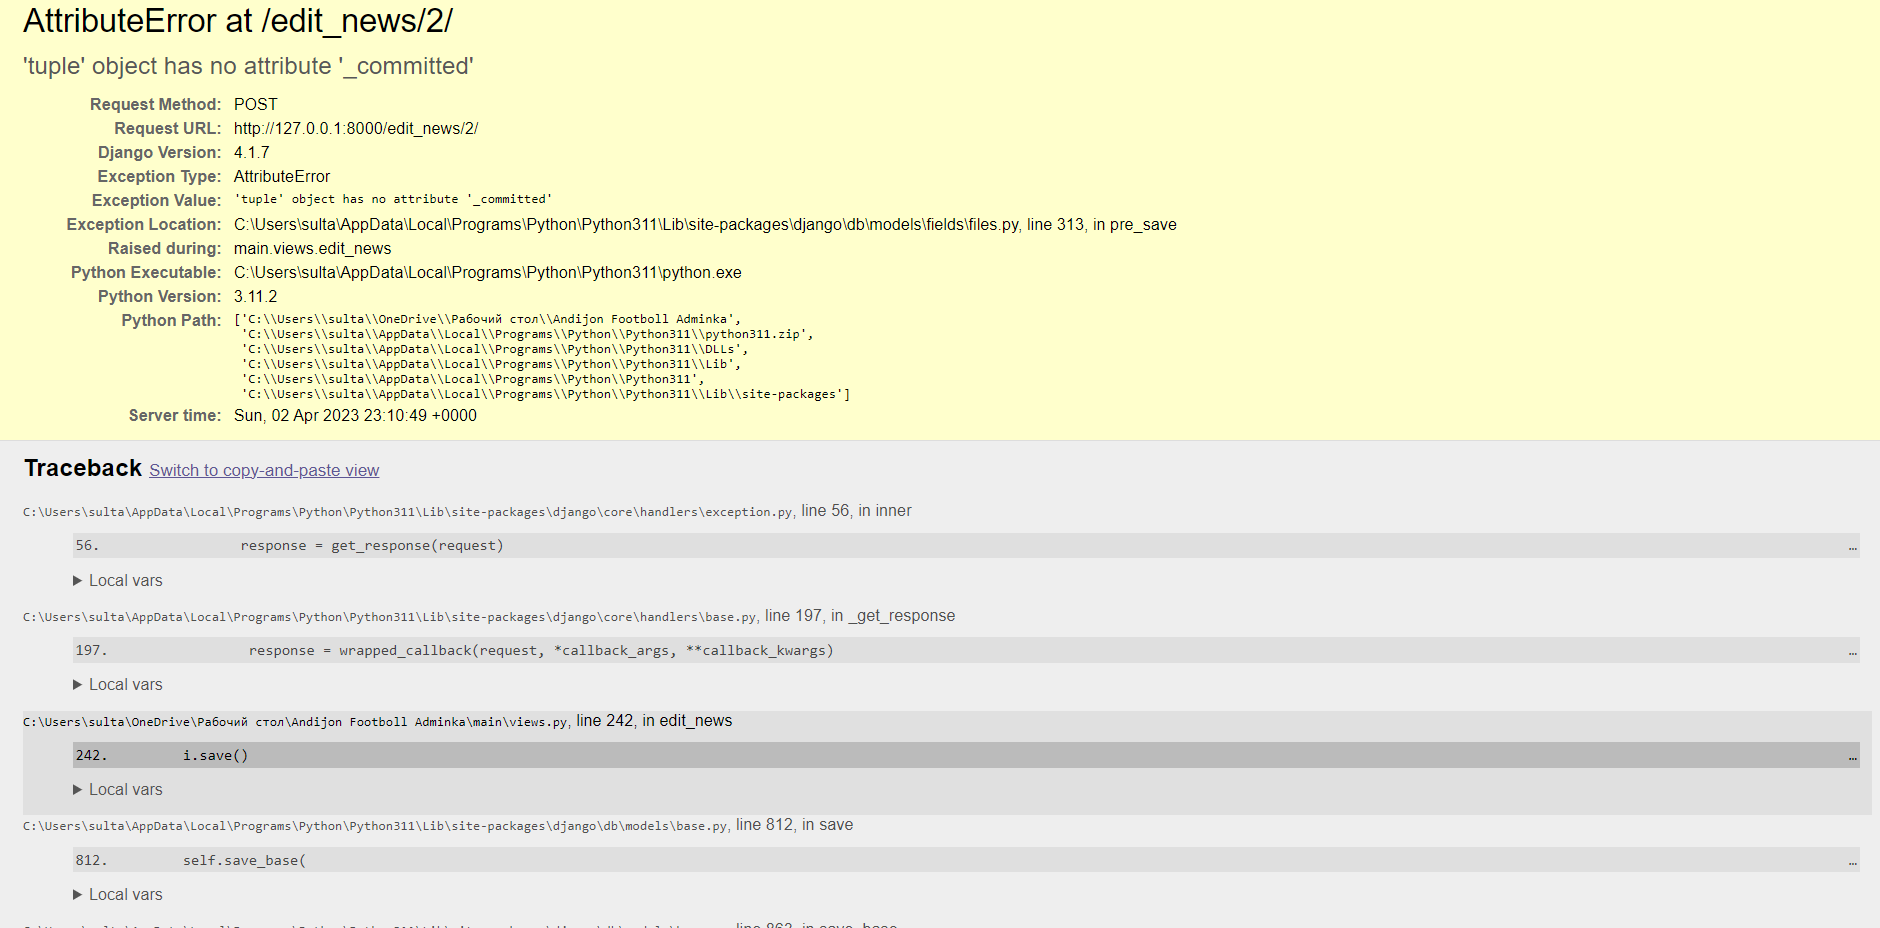 AttributeError at /edit_news/2/
'tuple' object has no attribute '_committed'
Request Method: POST
Request URL: http://127.0.0.1:8000/edit_news/2/
Django Version: 4.1.7
Exception Type: AttributeError
Exception Value: 'tuple' object has no attribute '_committed'
Exception Location: C:\Users\sulta\AppData\Local\Programs\Python\Python311\Lib\site-packages\django\db\models\fields\files.py, line 313, in pre_save
Raised during: main.views.edit_news
Python Executable: C:\Users\sulta\AppData\Local\Programs\Python\Python311\python.exe
Python Version: 3.11.2
Python Path: ['C:\\Users\\sulta\\OneDrive\\Рабочий стол\\Andijon Footboll Adminka',
'C:\\Users\\sulta\\AppData\\Local\\Programs\\Python\\Python311\\python311.zip',
'C:\\Users\\sulta\\AppData\\Local\\Programs\\Python\\Python311\\DLLs',
'C:\\Users\\sulta\\AppData\\Local\\Programs\\Python\\Python311\\Lib',
'C:\\Users\\sulta\\AppData\\Local\\Programs\\Python\\Python311',
'C:\\Users\\sulta\\AppData\\Local\\Programs\\Python\\Python311\\Lib\\site-packages']
Server time: Sun, 02 Apr 2023 23:10:49 +0000
Traceback Switch to copy-and-paste view
C:\Users\sulta\AppData\Local\Programs\Python\Python311\Lib\site-packages\django\core\handlers\exception.py, line 56, in inner
56. response = get_response(request) …
▶ Local vars
C:\Users\sulta\AppData\Local\Programs\Python\Python311\Lib\site-packages\django\core\handlers\base.py, line 197, in _get_response
197. response = wrapped_callback(request, *callback_args, **callback_kwargs) …
▶ Local vars
C:\Users\sulta\OneDrive\Рабочий стол\Andijon Footboll Adminka\main\views.py, line 242, in edit_news
242. i.save() …
▶ Local vars
C:\Users\sulta\AppData\Local\Programs\Python\Python311\Lib\site-packages\django\db\models\base.py, line 812, in save
812. self.save_base( …
▶ Local vars